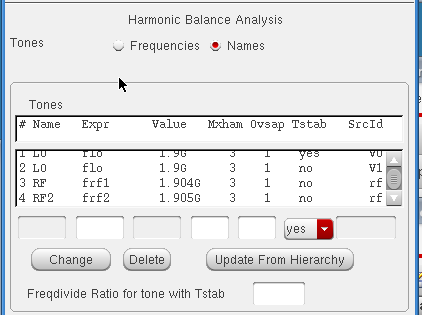 Harmonic Balance Analysis
Tones Frequencies Names
Tones
# Name Expr Value Mxham Ovsap Tstab SrcId
1 LO flo 1.9G 3 1 yes V0
2 LO flo 1.9G 3 1 no V1
3 RF frf1 1.904G 3 1 no rf
4 RF2 frf2 1.905G 3 1 no rf
yes
Change Delete Update From Hierarchy
Freqdivide Ratio for tone with Tstab